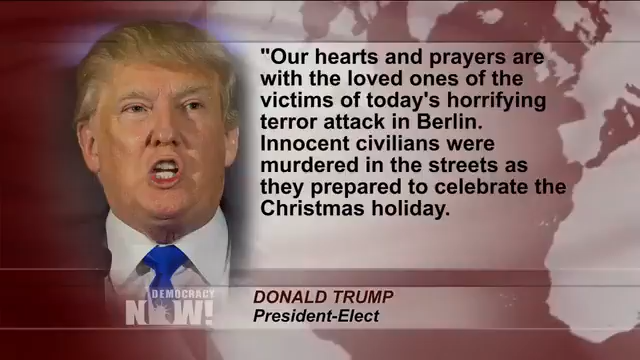 "Our hearts and prayers are
with the loved ones of the
victims of today's horrifying
terror attack in Berlin.
Innocent civilians were
murdered in the streets as
they prepared to celebrate the
Christmas holiday.
DONALD TRUMP
President-Elect
DEMOCRACY
NOW!